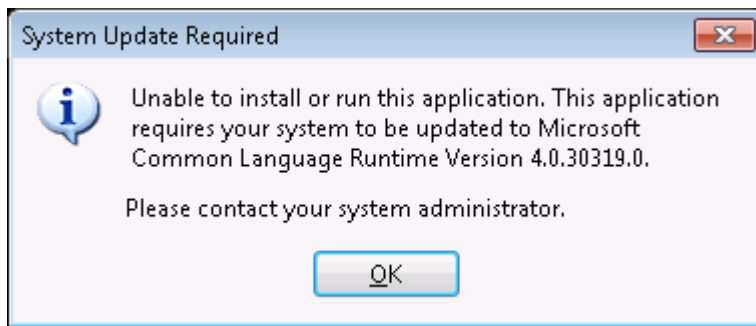 System Update Required
Unable to install or run this application. This application
requires your system to be updated to Microsoft
Common Language Runtime Version 4.0.30319.0.
Please contact your system administrator.
OK